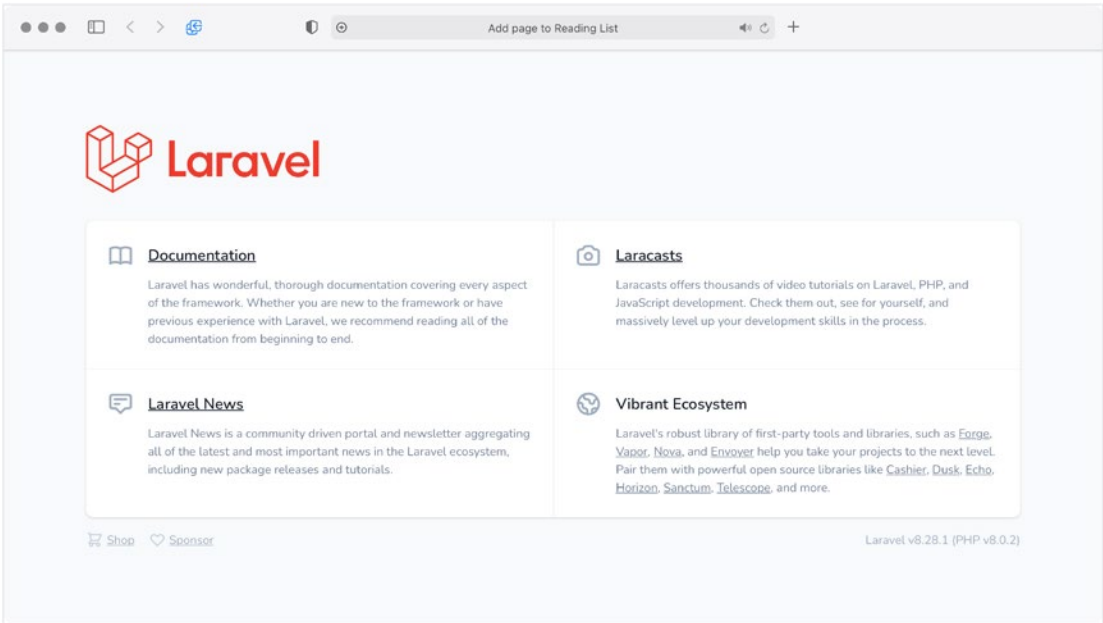 Add page to Reading List
Laravel
Documentation
Laravel has wonderful, thorough documentation covering every aspect
of the framework. Whether you are new to the framework or have
previous experience with Laravel, we recommend reading all of the
documentation from beginning to end.
Laracasts
Laracasts offers thousands of video tutorials on Laravel, PHP, and
JavaScript development. Check them out, see for yourself, and
massively level up your development skills in the process.
Laravel News
Laravel News is a community driven portal and newsletter aggregating
all of the latest and most important news in the Laravel ecosystem,
including new package releases and tutorials.
Vibrant Ecosystem
Laravel's robust library of first-party tools and libraries, such as Forge,
Vapor, Nova, and Envoyer help you take your projects to the next level.
Pair them with powerful open source libraries like Cashier, Dusk, Echo,
Horizon, Sanctum, Telescope, and more.
Shop Sponsor
Laravel v8.28.1 (PHP v8.0.2)